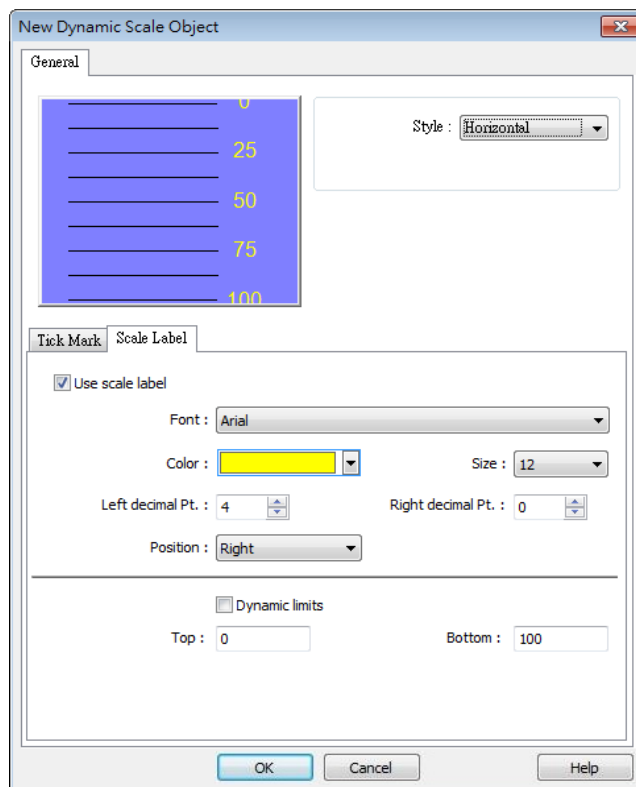 New Dynamic Scale Object
General
0
25
50
75
100
Style : Horizontal
Tick Mark Scale Label
Use scale label
Font : Arial
Color :
Size : 12
Left decimal Pt. : 4
Right decimal Pt. : 0
Position : Right
Dynamic limits
Top : 0
Bottom : 100
OK Cancel Help